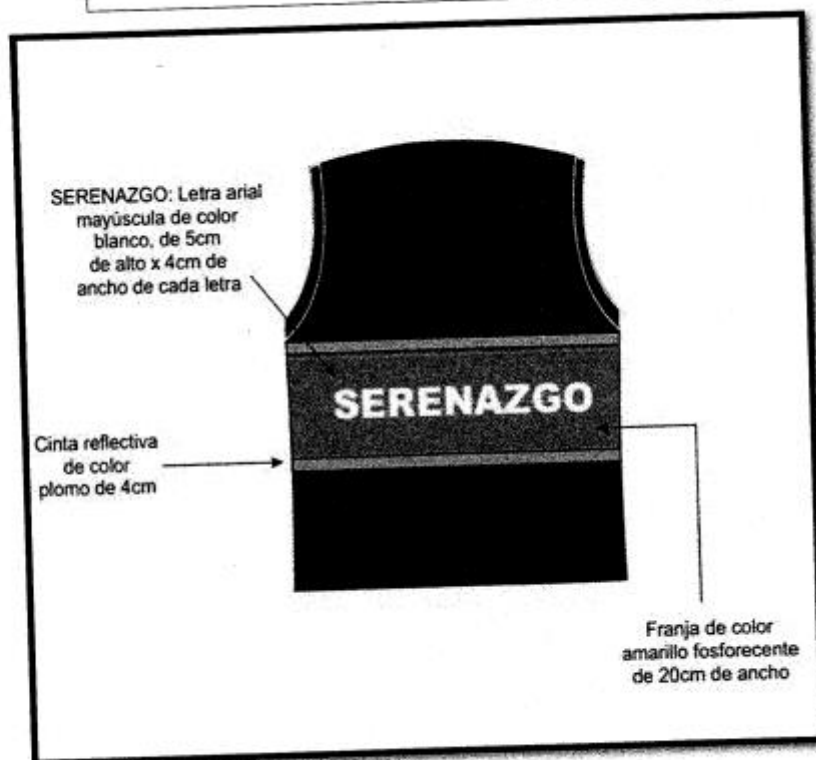 SERENAZGO: Letra arial
mayúscula de color
blanco, de 5cm
de alto x 4cm de
ancho de cada letra
SERENAZGO
Cinta reflectiva
de color
plomo de 4cm
Franja de color
amarillo fosforecente
de 20cm de ancho